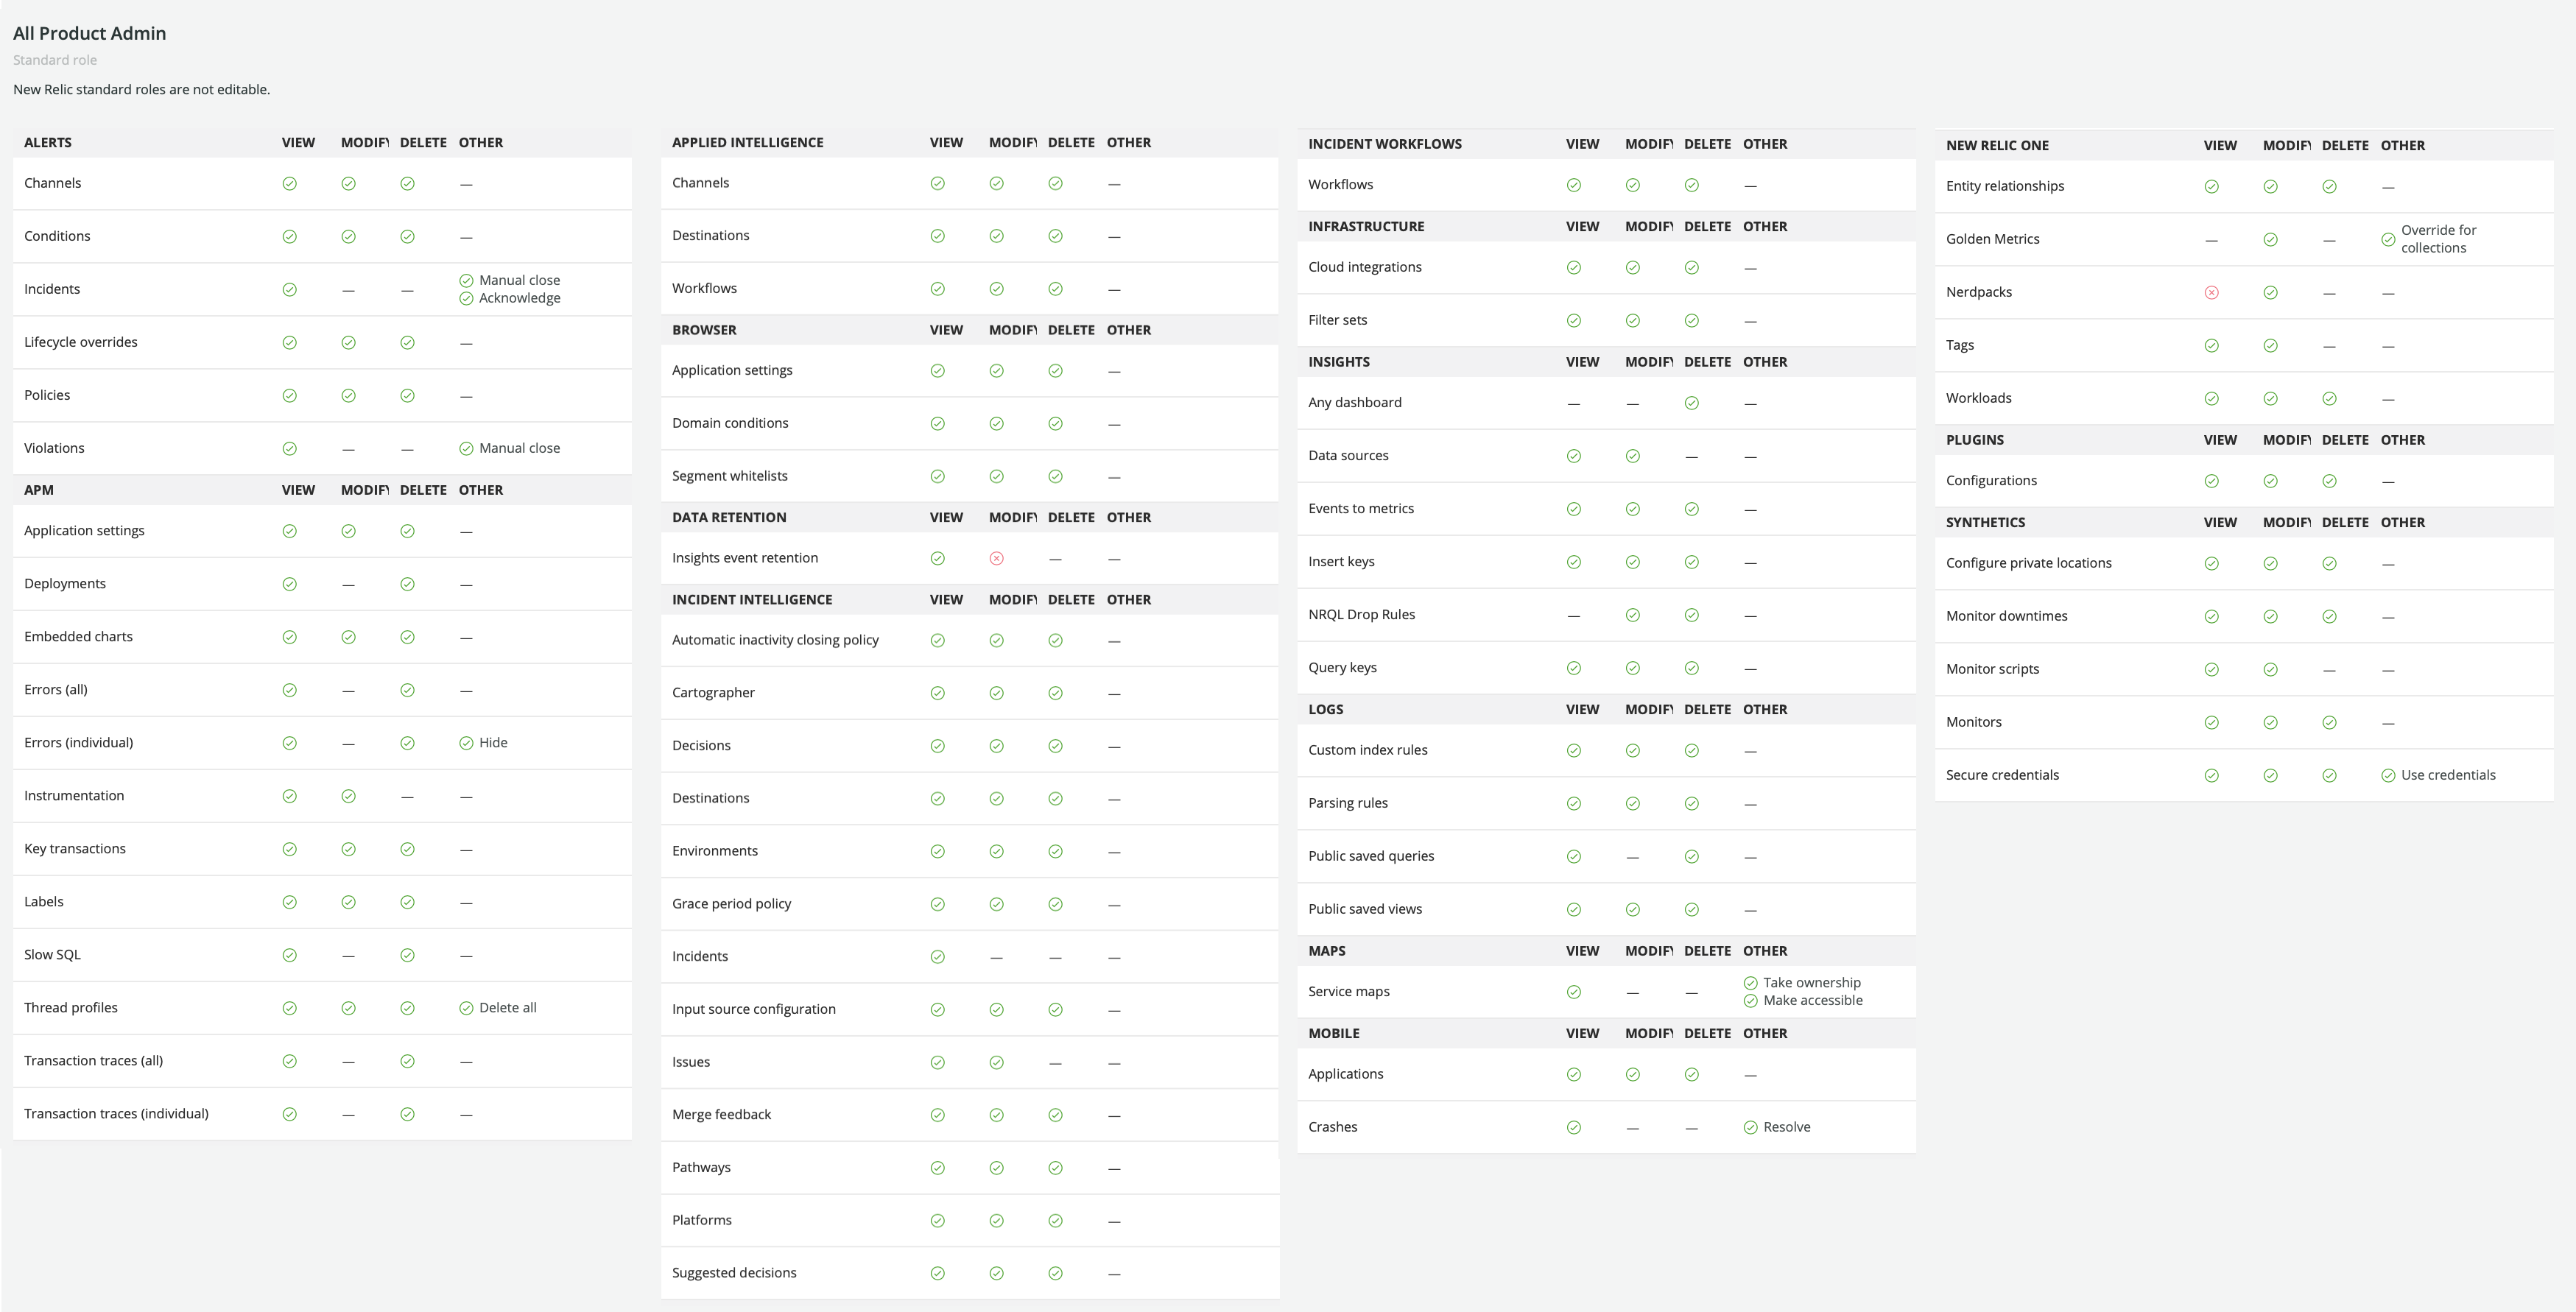 All Product Admin
Standard role
New Relic standard roles are not editable.
ALERTS VIEW MODIFY DELETE OTHER
Channels —
Conditions —
Incidents — — Manual close
Acknowledge
Lifecycle overrides —
Policies —
Violations — — Manual close
APM VIEW MODIFY DELETE OTHER
Application settings —
Deployments — —
Embedded charts —
Errors (all) — —
Errors (individual) — Hide
Instrumentation — —
Key transactions —
Labels —
Slow SQL — —
Thread profiles Delete all
Transaction traces (all) — —
Transaction traces (individual) — —
APPLIED INTELLIGENCE VIEW MODIFY DELETE OTHER
Channels —
Destinations —
Workflows —
BROWSER VIEW MODIFY DELETE OTHER
Application settings —
Domain conditions —
Segment whitelists —
DATA RETENTION VIEW MODIFY DELETE OTHER
Insights event retention — —
INCIDENT INTELLIGENCE VIEW MODIFY DELETE OTHER
Automatic inactivity closing policy —
Cartographer —
Decisions —
Destinations —
Environments —
Grace period policy —
Incidents — — —
Input source configuration —
Issues — —
Merge feedback —
Pathways —
Platforms —
Suggested decisions —
INCIDENT WORKFLOWS VIEW MODIFY DELETE OTHER
Workflows —
INFRASTRUCTURE VIEW MODIFY DELETE OTHER
Cloud integrations —
Filter sets —
INSIGHTS VIEW MODIFY DELETE OTHER
Any dashboard — — —
Data sources — —
Events to metrics —
Insert keys —
NRQL Drop Rules — —
Query keys —
LOGS VIEW MODIFY DELETE OTHER
Custom index rules —
Parsing rules —
Public saved queries — —
Public saved views —
MAPS VIEW MODIFY DELETE OTHER
Service maps — — Take ownership
Make accessible
MOBILE VIEW MODIFY DELETE OTHER
Applications —
Crashes — — Resolve
NEW RELIC ONE VIEW MODIFY DELETE OTHER
Entity relationships —
Golden Metrics — — Override for
collections
Nerdpacks — —
Tags — —
Workloads —
PLUGINS VIEW MODIFY DELETE OTHER
Configurations —
SYNTHETICS VIEW MODIFY DELETE OTHER
Configure private locations —
Monitor downtimes —
Monitor scripts — —
Monitors —
Secure credentials Use credentials